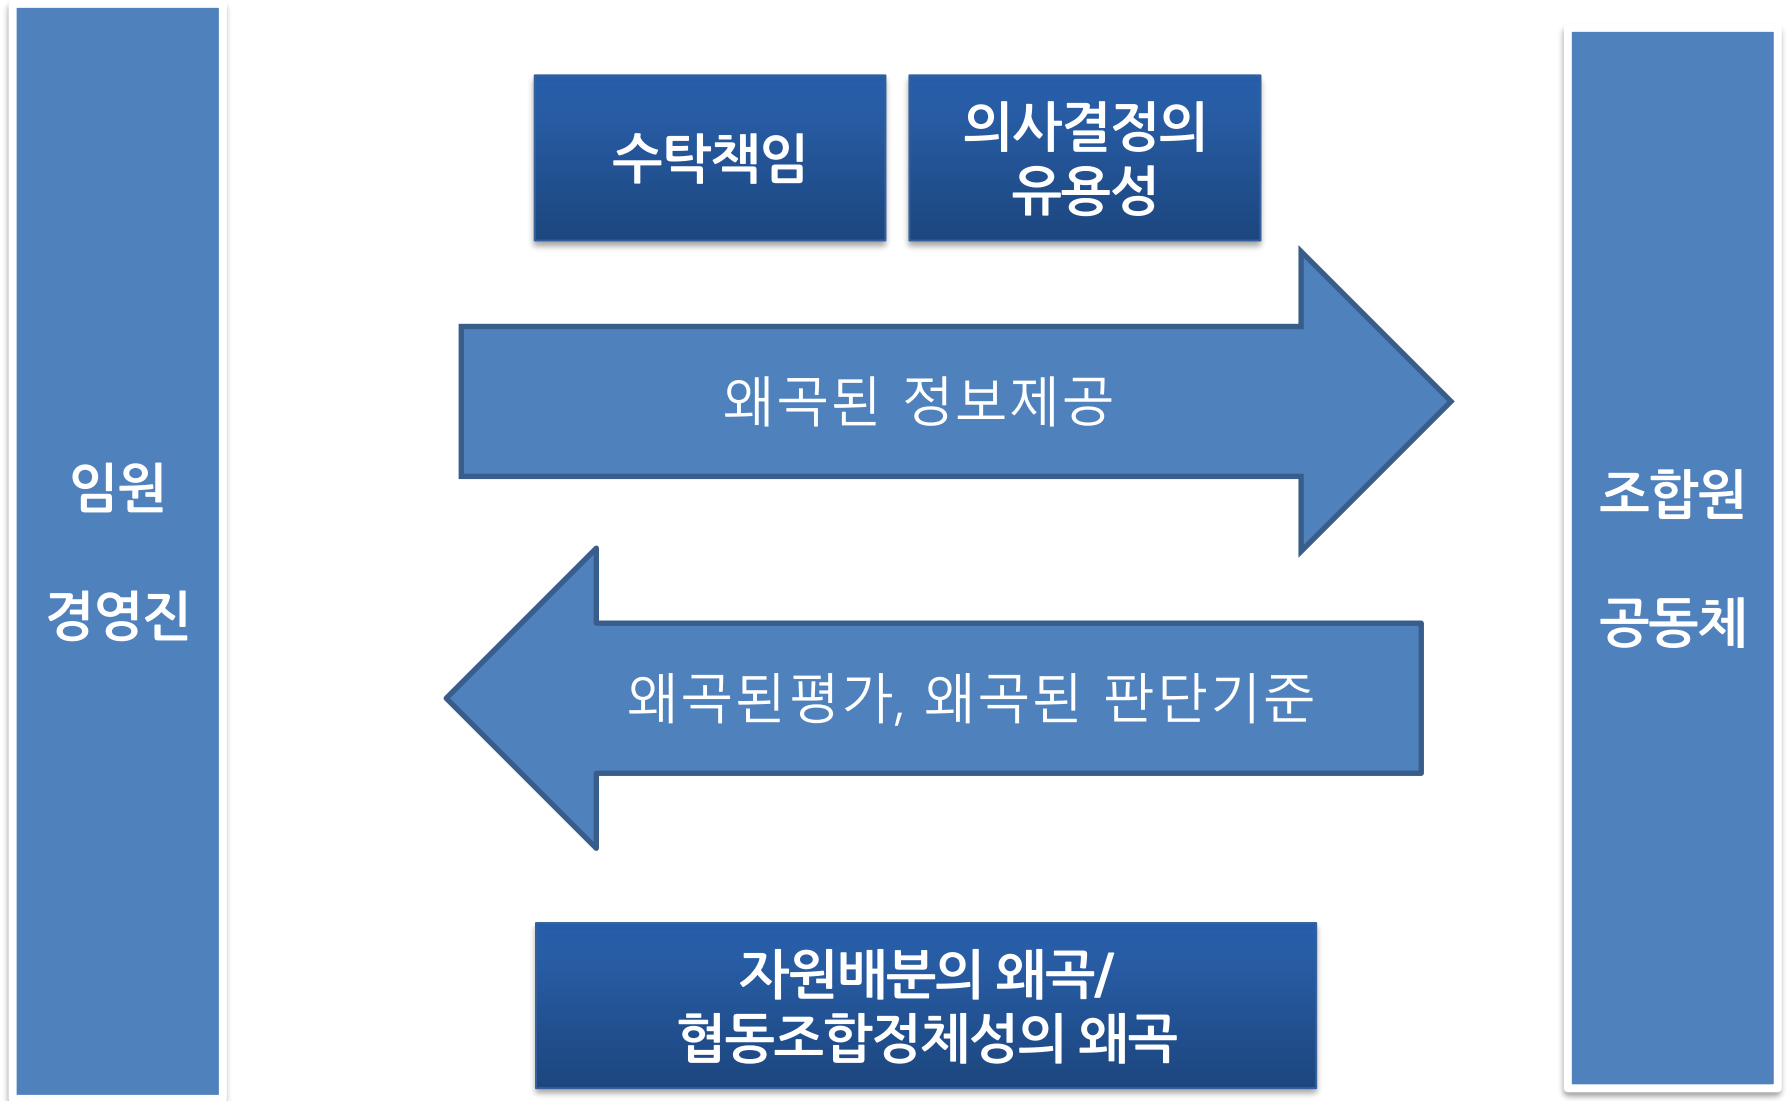 수탁책임
의사결정의
유용성
왜곡된 정보제공
임원
경영진
조합원
공동체
왜곡된평가, 왜곡된 판단기준
자원배분의 왜곡/
협동조합정체성의 왜곡